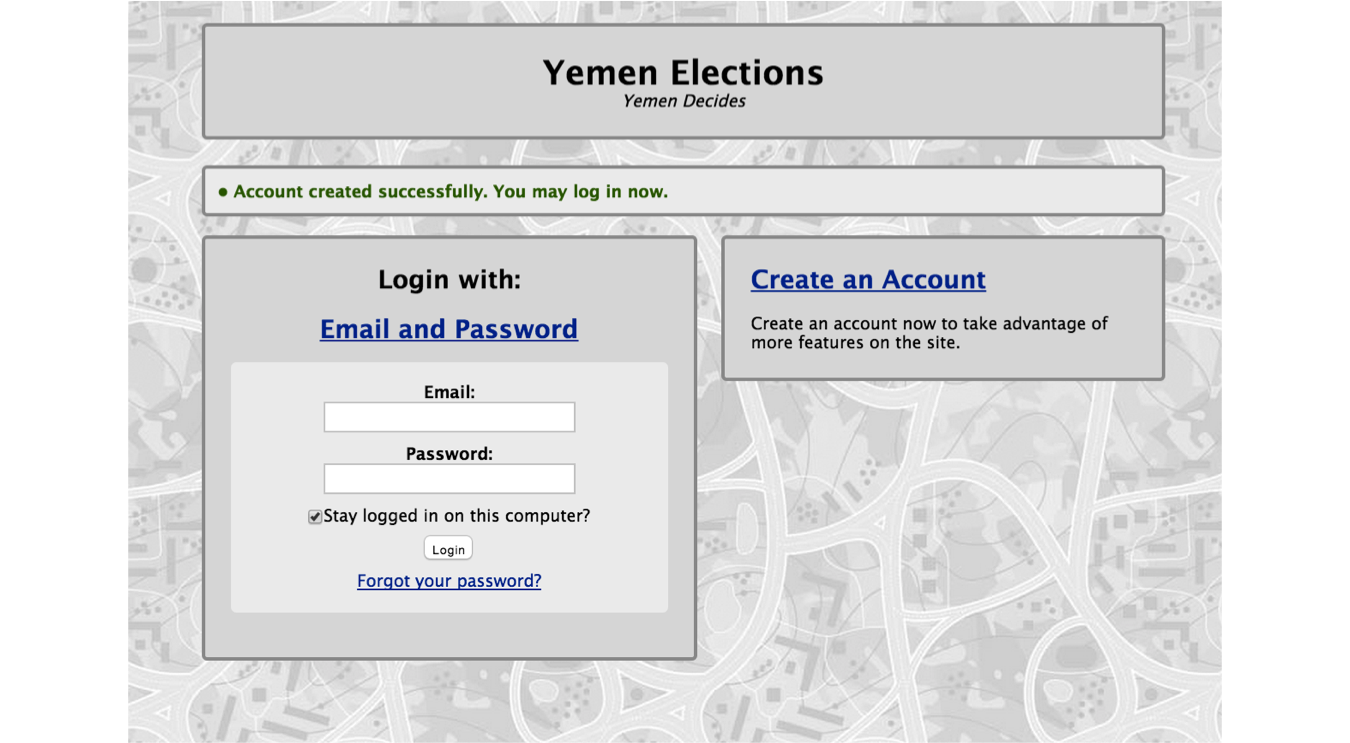 Yemen Elections
Yemen Decides
• Account created successfully. You may log in now.
Login with:
Email and Password
Email:
Password:
Stay logged in on this computer?
Login
Forgot your password?
Create an Account
Create an account now to take advantage of
more features on the site.